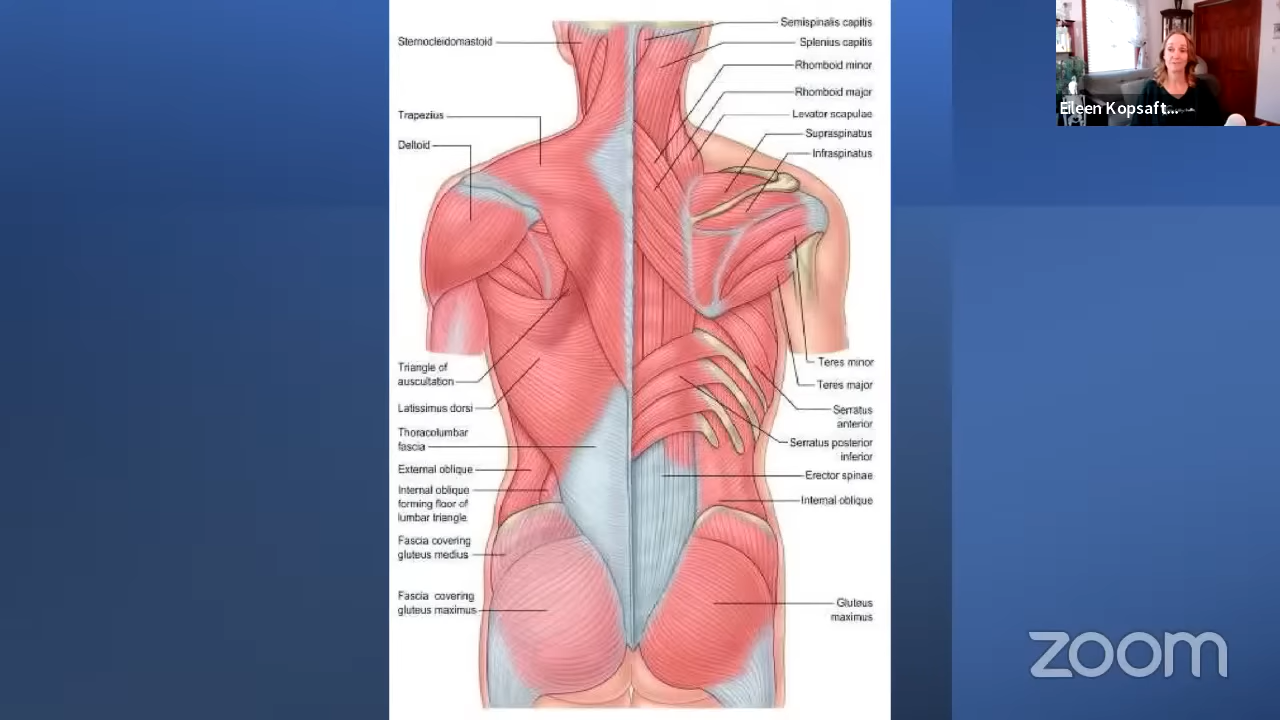 Semispinalis capitis
Sternocleidomastoid
Splenius capitis
Rhomboid minor
Rhomboid major
Eileen Kopsaft...
Trapezius
Levator scapulae
Supraspinatus
Deltoid
Infraspinatus
Triangle of
auscultation
Teres minor
Teres major
Latissimus dorsi
Serratus
anterior
Thoracolumbar
fascia
Serratus posterior
inferior
External oblique
Erector spinae
Internal oblique
forming floor of
lumbar triangle
Internal oblique
Fascia covering
gluteus medius
Fascia covering
gluteus maximus
Gluteus
maximus
zoom